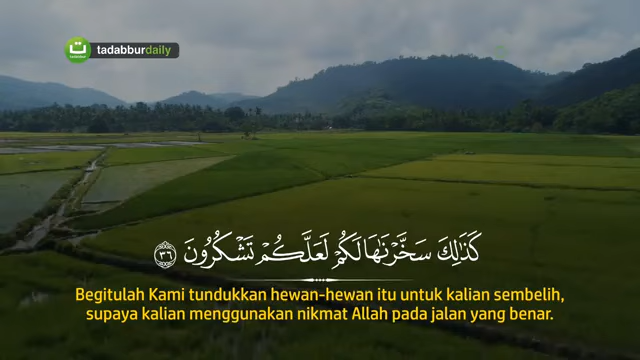 tadabburdaily
tadabbur
كَذَٰلِكَ سَخَّرْنَـٰهَا لَكُمْ لَعَلَّكُمْ تَشْكُرُونَ ٣٦
Begitulah Kami tundukkan hewan-hewan itu untuk kalian sembelih,
supaya kalian menggunakan nikmat Allah pada jalan yang benar.